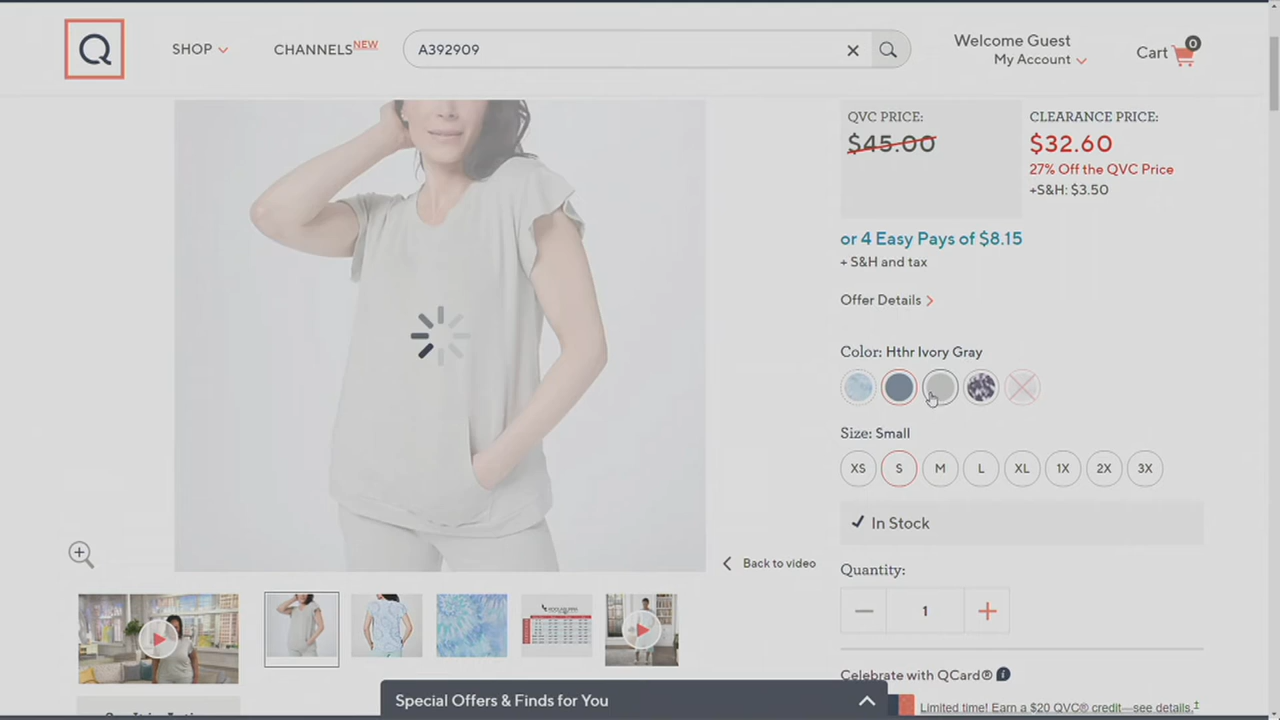 Q
SHOP
CHANNELS NEW
A392909
Welcome Guest
My Account
Cart 0
QVC PRICE:
$45.00
CLEARANCE PRICE:
$32.60
27% Off the QVC Price
+S&H: $3.50
or 4 Easy Pays of $8.15
+ S&H and tax
Offer Details
Color: Hthr Ivory Gray
Size: Small
XS S M L XL 1X 2X 3X
In Stock
Back to video
Quantity:
1
Celebrate with QCard®
Special Offers & Finds for You
Limited time! Earn a $20 QVC® credit—see details.‡